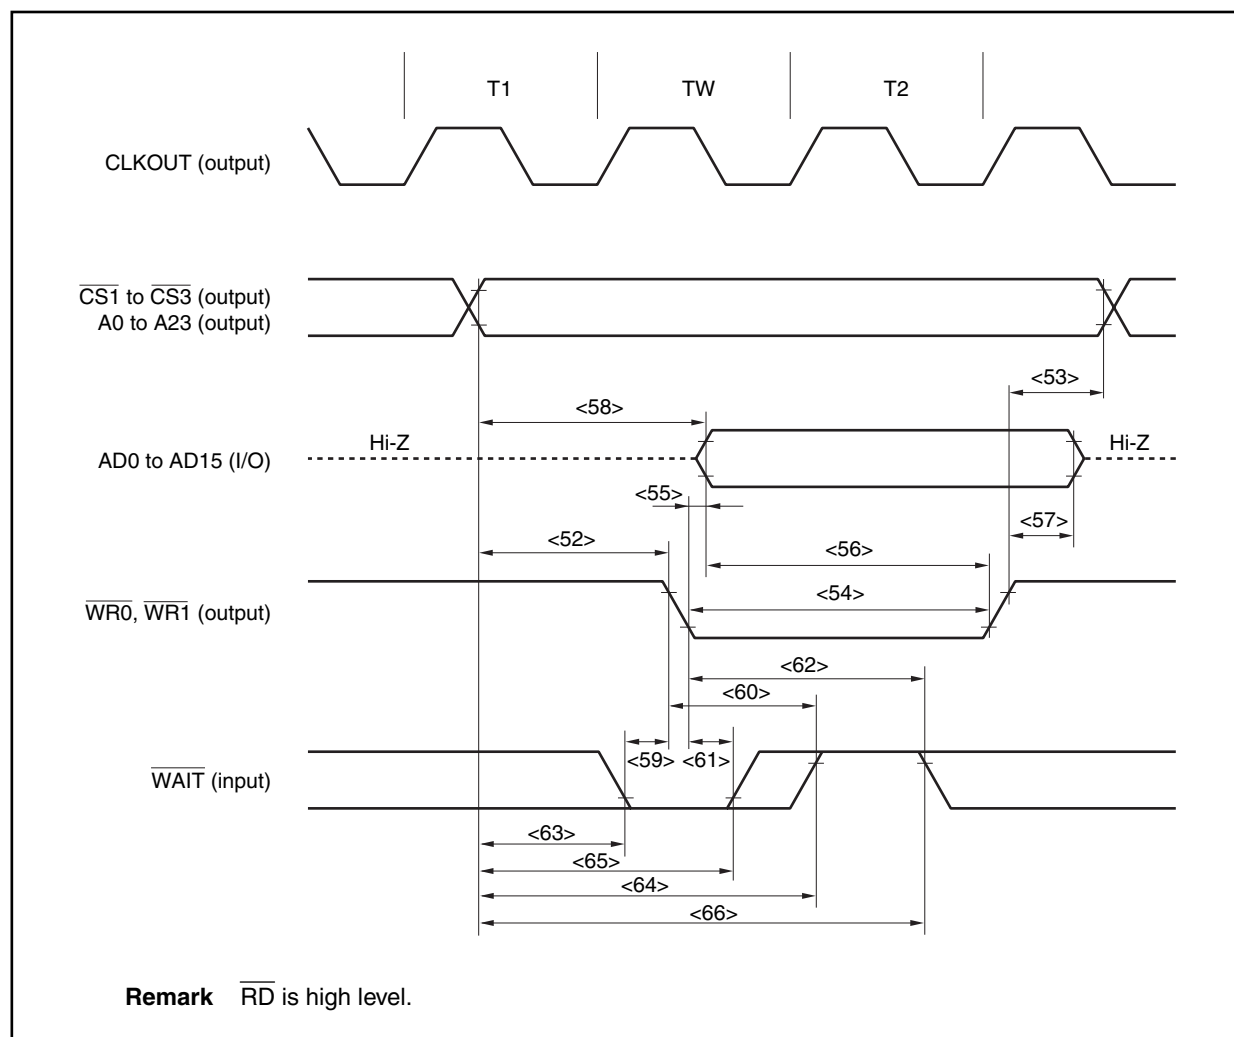 T1 TW T2
CLKOUT (output)
CS1 to CS3 (output)
A0 to A23 (output)
<53>
<58>
Hi-Z Hi-Z
AD0 to AD15 (I/O)
<55>
<57>
<52>
<56>
<54>
WR0, WR1 (output)
<62>
<60>
<59> <61>
WAIT (input)
<63>
<65>
<64>
<66>
Remark RD is high level.